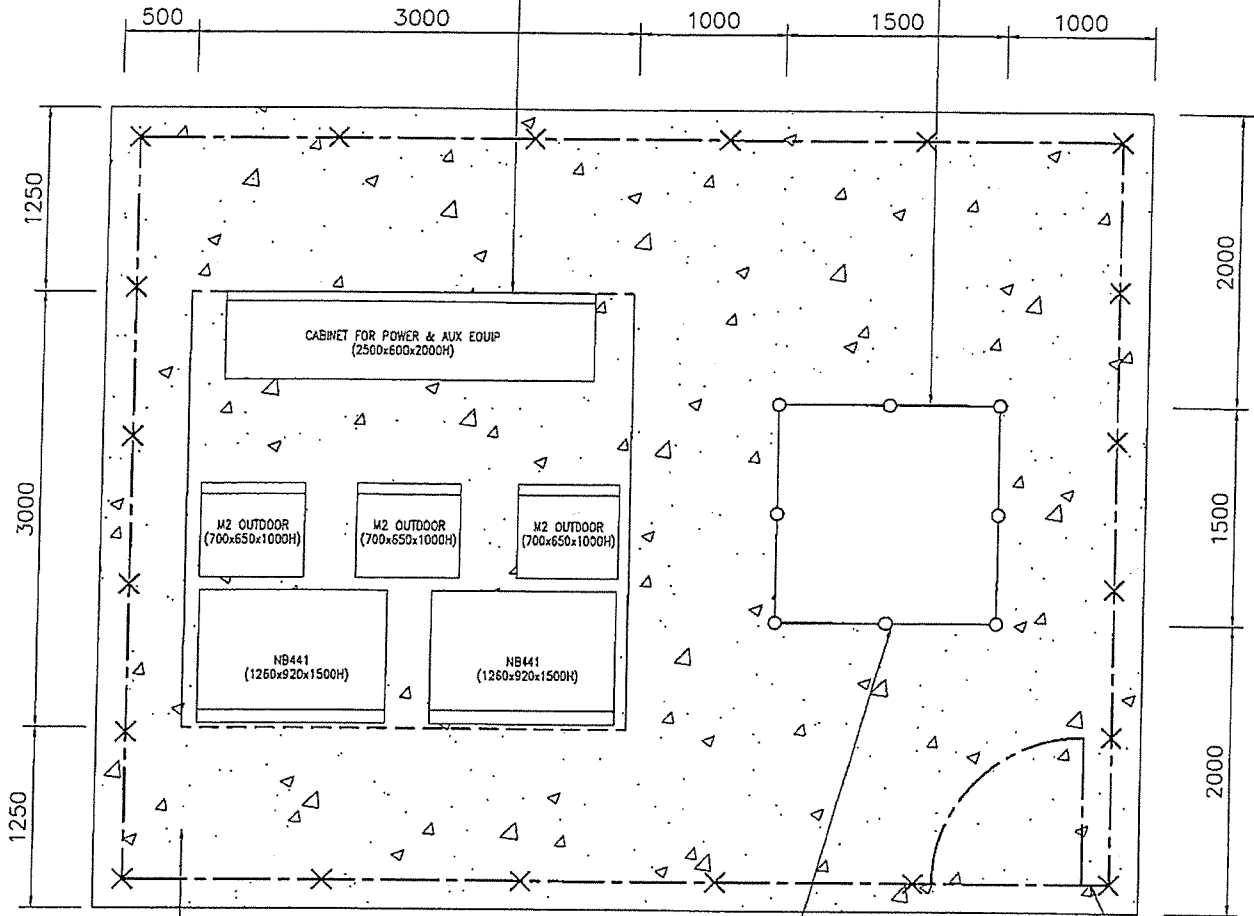 500 3000 1000 1500 1000
1250
3000
1250
2000
1500
2000
CABINET FOR POWER & AUX EQUIP
(2500x600x2000H)
M2 OUTDOOR
(700x650x1000H)
M2 OUTDOOR
(700x650x1000H)
M2 OUTDOOR
(700x650x1000H)
NB441
(1260x920x1500H)
NB441
(1260x920x1500H)